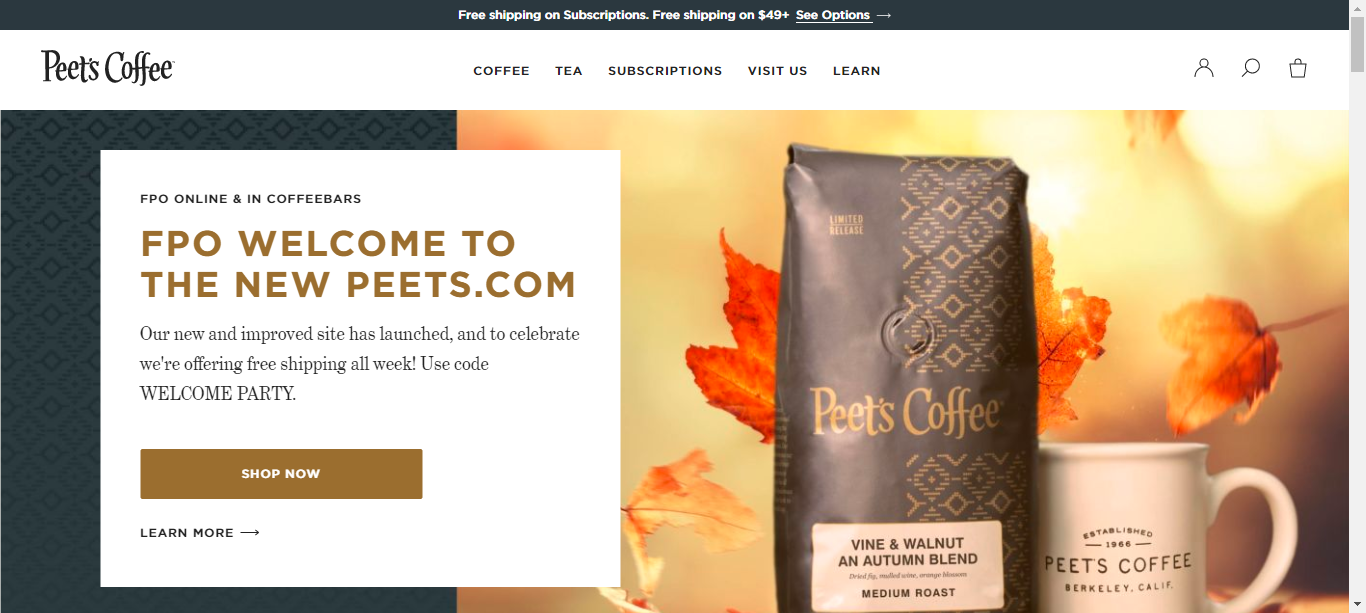 Free shipping on Subscriptions. Free shipping on $49+ See Options →
Peet's Coffee
COFFEE TEA SUBSCRIPTIONS VISIT US LEARN
FPO ONLINE & IN COFFEEBARS
FPO WELCOME TO
THE NEW PEETS.COM
Our new and improved site has launched, and to celebrate
we're offering free shipping all week! Use code
WELCOME PARTY.
SHOP NOW
LEARN MORE →
LIMITED
RELEASE
Peet's Coffee
VINE & WALNUT
AN AUTUMN BLEND
Dried fig, mulled wine, orange blossom
MEDIUM ROAST
ESTABLISHED
1966
PEET'S COFFEE
BERKELEY, CALIF.